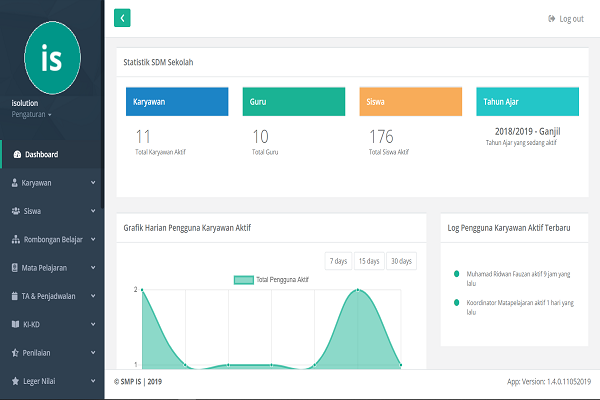 is
isolution
Pengaturan
Dashboard
Karyawan
Siswa
Rombongan Belajar
Mata Pelajaran
TA & Penjadwalan
KI-KD
Penilaian
Leger Nilai
Log out
Statistik SDM Sekolah
Karyawan
11
Total Karyawan Aktif
Guru
10
Total Guru
Siswa
176
Total Siswa Aktif
Tahun Ajar
2018/2019 - Ganjil
Tahun Ajar yang sedang aktif
Grafik Harian Pengguna Karyawan Aktif
7 days 15 days 30 days
Total Pengguna Aktif
2
1
Log Pengguna Karyawan Aktif Terbaru
Muhamad Ridwan Fauzan aktif 9 jam yang
lalu
Koordinator Matapelajaran aktif 1 hari yang
lalu
© SMP IS | 2019
App: Version: 1.4.0.11052019